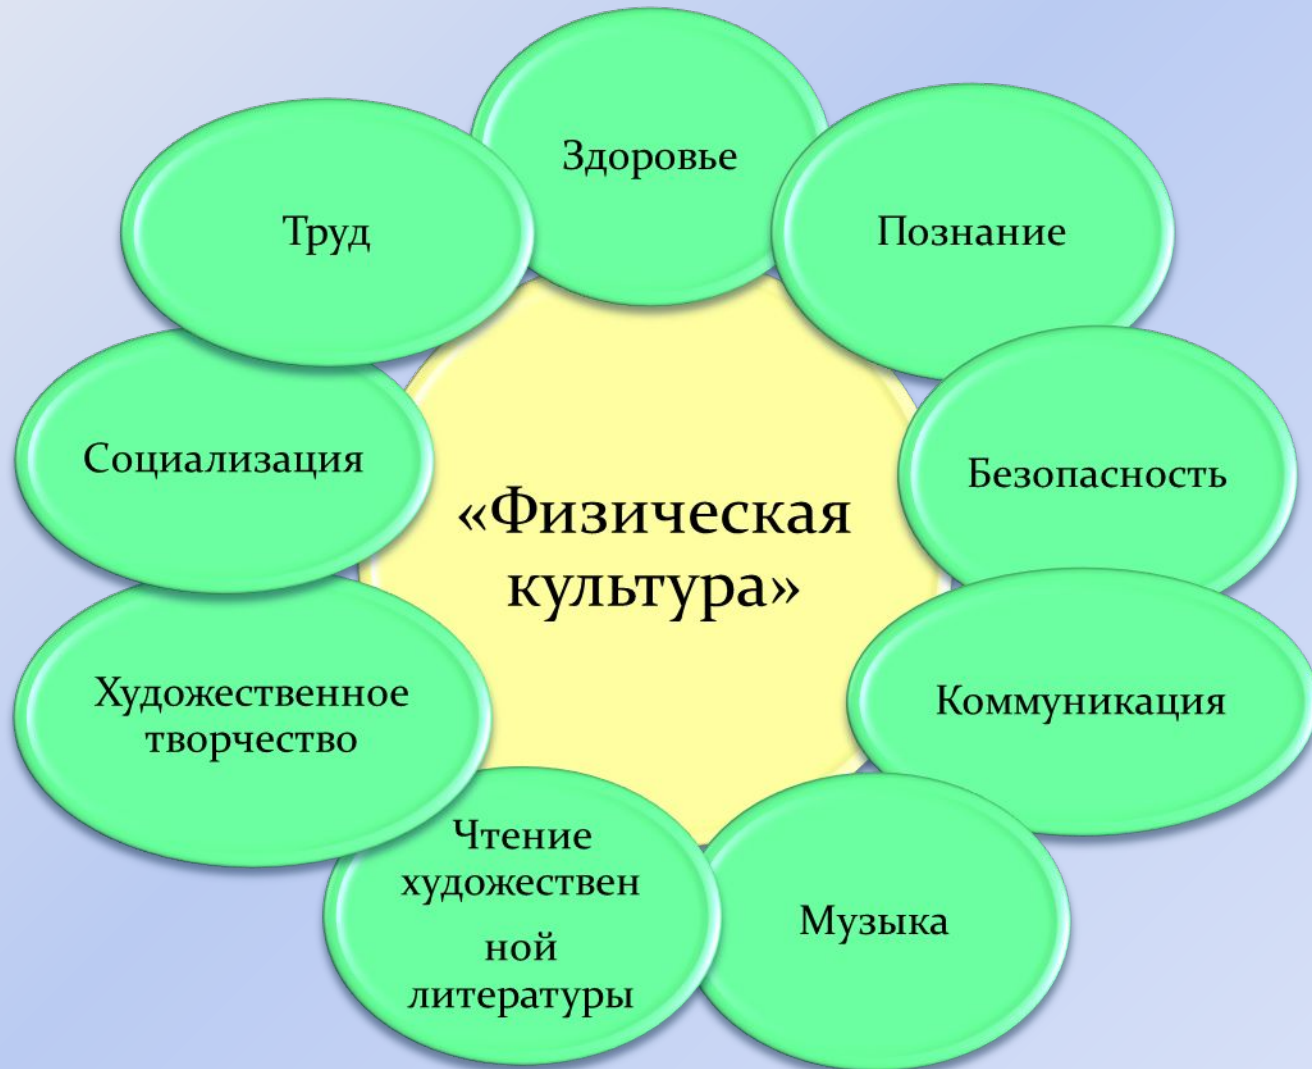 Здоровье
Труд
Познание
Социализация
Безопасность
«Физическая
культура»
Художественное
творчество
Коммуникация
Чтение
художествен
ной
литературы
Музыка